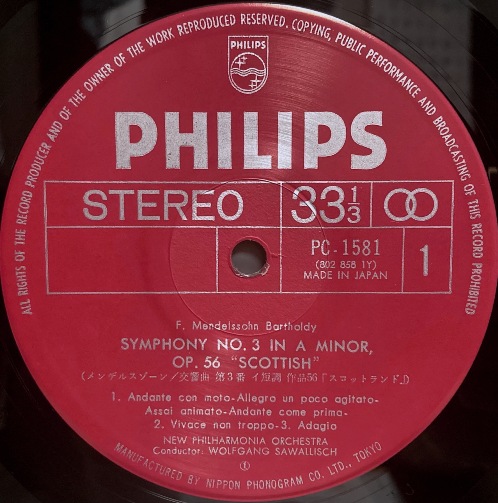 ALL RIGHTS OF THE RECORD PRODUCER AND OF THE OWNER OF THE WORK REPRODUCED RESERVED. COPYING, PUBLIC PERFORMANCE AND BROADCASTING OF THIS RECORD PROHIBITED
PHILIPS
PHILIPS
STEREO 33 1/3
PC-1581
(802 858 1Y)
MADE IN JAPAN
1
F. Mendelssohn Bartholdy
SYMPHONY NO. 3 IN A MINOR,
OP. 56 "SCOTTISH"
(メンデルスゾーン/交響曲 第3番 イ短調 作品56『スコットランド』)
1. Andante con moto-Allegro un poco agitato-
Assai animato-Andante come prima-
2. Vivace non troppo-3. Adagio
NEW PHILHARMONIA ORCHESTRA
Conductor: WOLFGANG SAWALLISCH
MANUFACTURED BY NIPPON PHONOGRAM CO. LTD., TOKYO